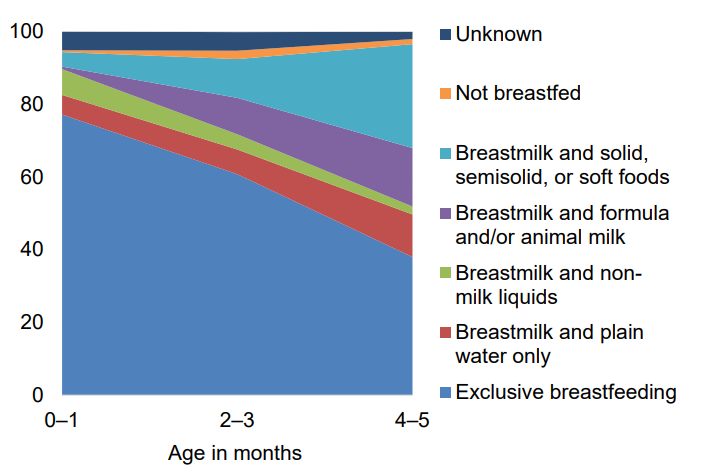 100
80
60
40
20
0
0–1
2–3
4–5
Age in months
Unknown
Not breastfed
Breastmilk and solid,
semisolid, or soft foods
Breastmilk and formula
and/or animal milk
Breastmilk and non-
milk liquids
Breastmilk and plain
water only
Exclusive breastfeeding